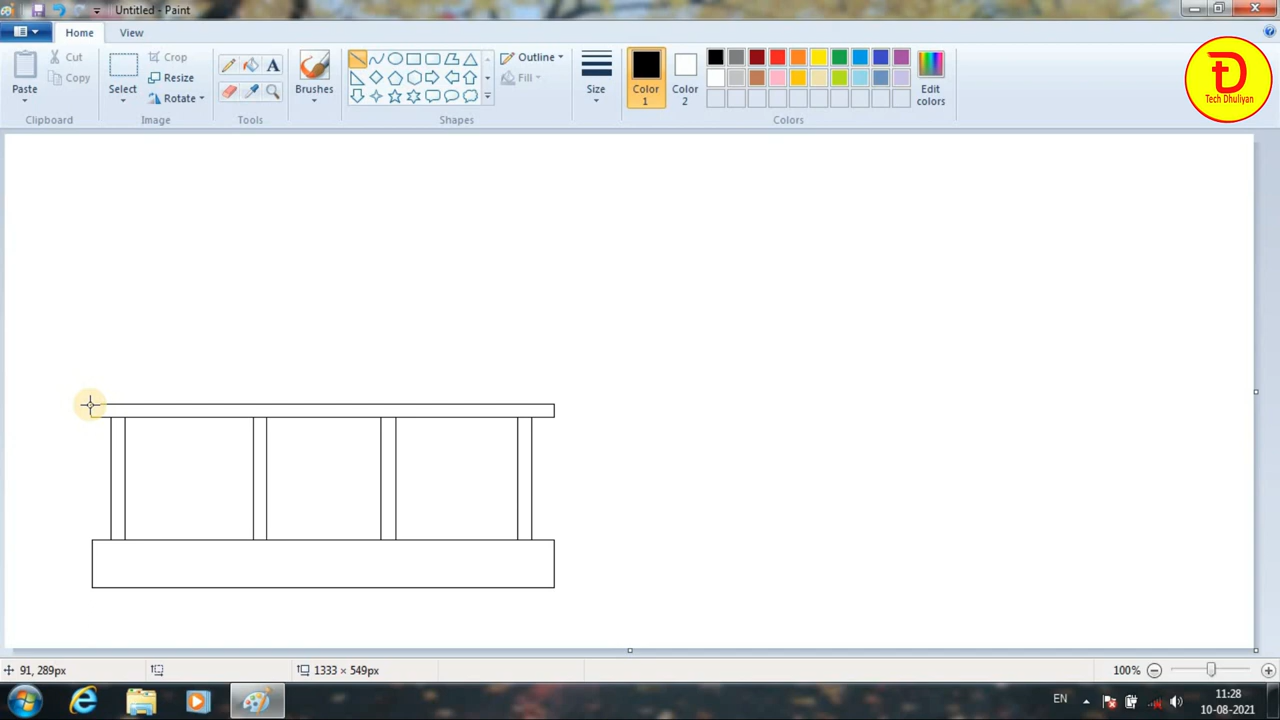 Untitled - Paint
Home
View
Paste
Cut
Copy
Clipboard
Select
Crop
Resize
Rotate
Image
A
Tools
Brushes
Outline
Fill
Shapes
Size
Color 1
Color 2
Edit colors
Colors
Tech Dhuliyan
91, 289px
1333 × 549px
100%
EN
11:28
10-08-2021